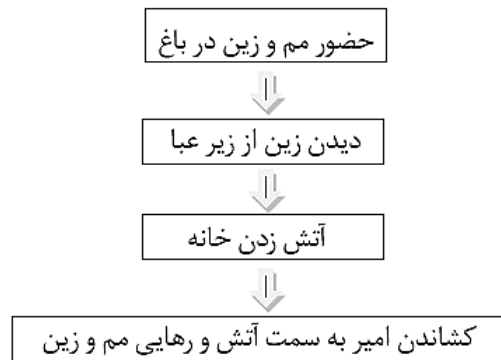 حضور مم و زین در باغ
دیدن زین از زیر عبا
آتش زدن خانه
کشاندن امیر به سمت آتش و رهایی مم و زین